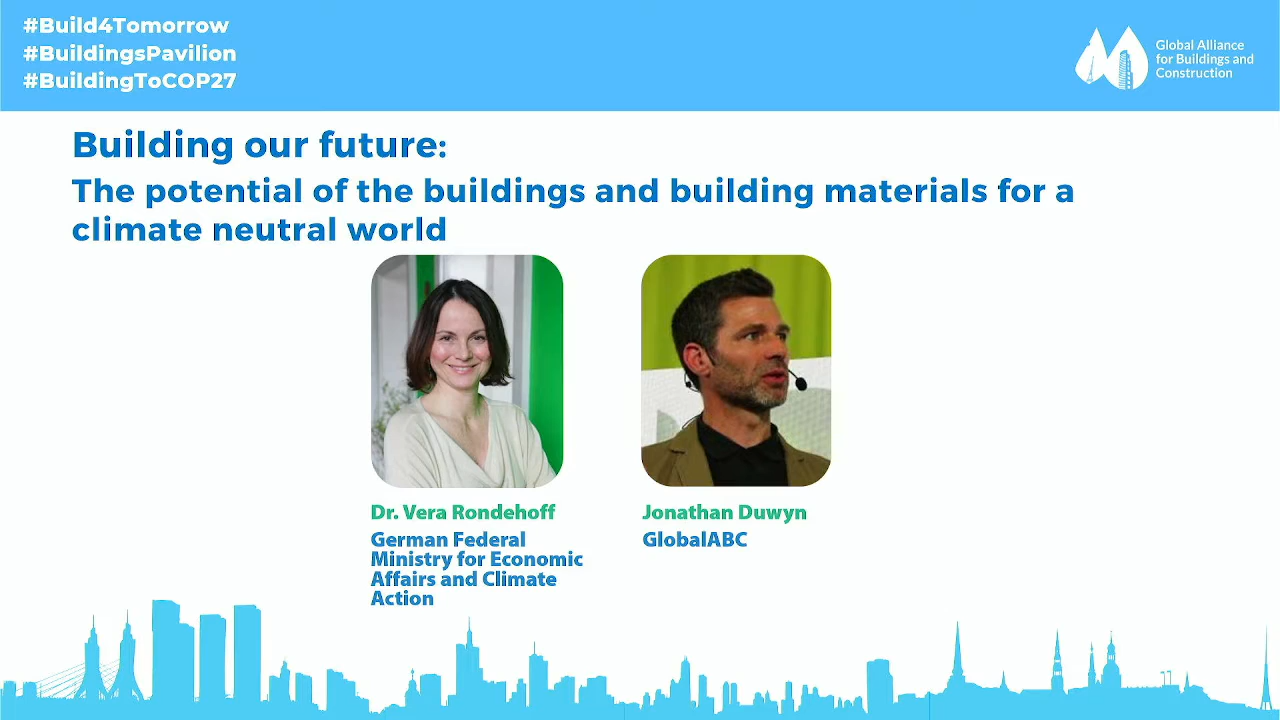 #Build4Tomorrow
#BuildingsPavilion
#BuildingToCOP27
Global Alliance
for Buildings and
Construction
Building our future:
The potential of the buildings and building materials for a
climate neutral world
Dr. Vera Rondehoff
German Federal
Ministry for Economic
Affairs and Climate
Action
Jonathan Duwyn
GlobalABC